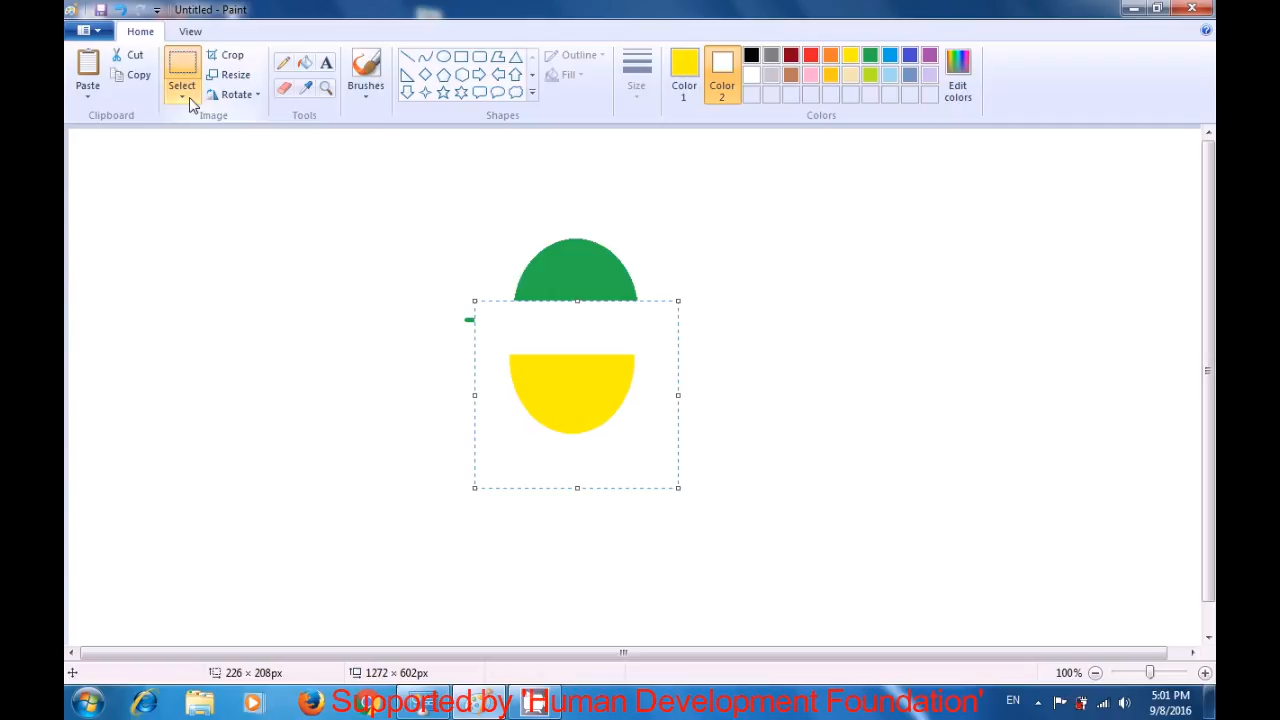 Untitled - Paint
Home
View
Paste
Cut
Copy
Clipboard
Select
Crop
Resize
Rotate
Image
Tools
Brushes
Shapes
Outline
Fill
Size
Color 1
Color 2
Edit colors
Colors
226 × 208px
1272 × 602px
100%
Supported by 'Human Development Foundation'
EN
5:01 PM
9/8/2016